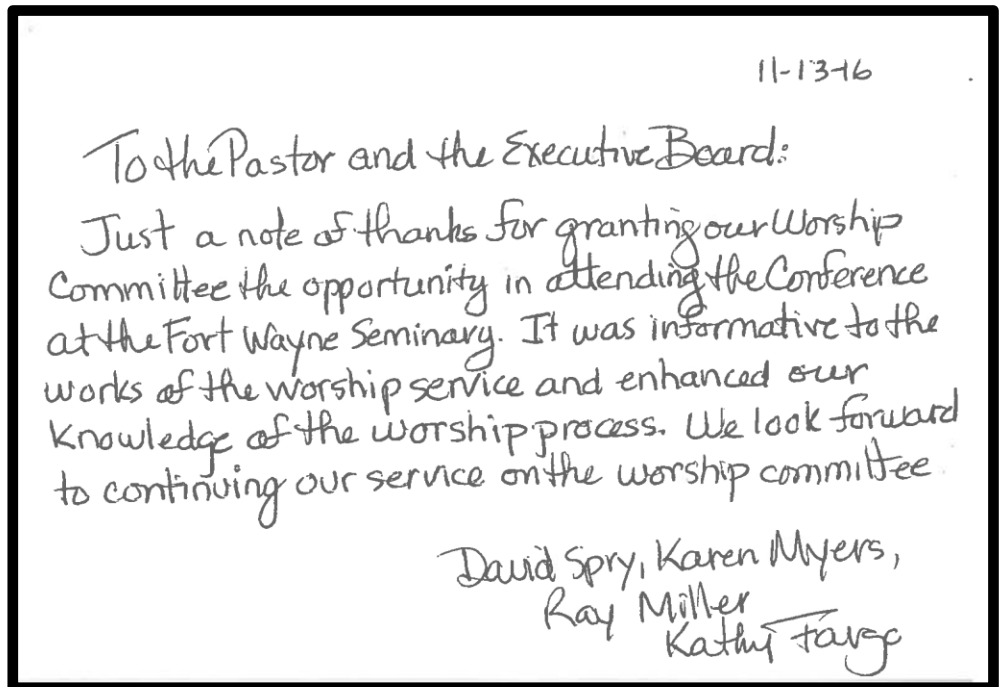 11-13-16
To the Pastor and the Executive Board:
Just a note of thanks for granting our Worship
Committee the opportunity in attending the Conference
at the Fort Wayne Seminary. It was informative to the
works of the worship service and enhanced our
Knowledge of the worship process. We look forward
to continuing our service on the worship committee
David Spry, Karen Myers,
Ray Miller
Kathy Fargo